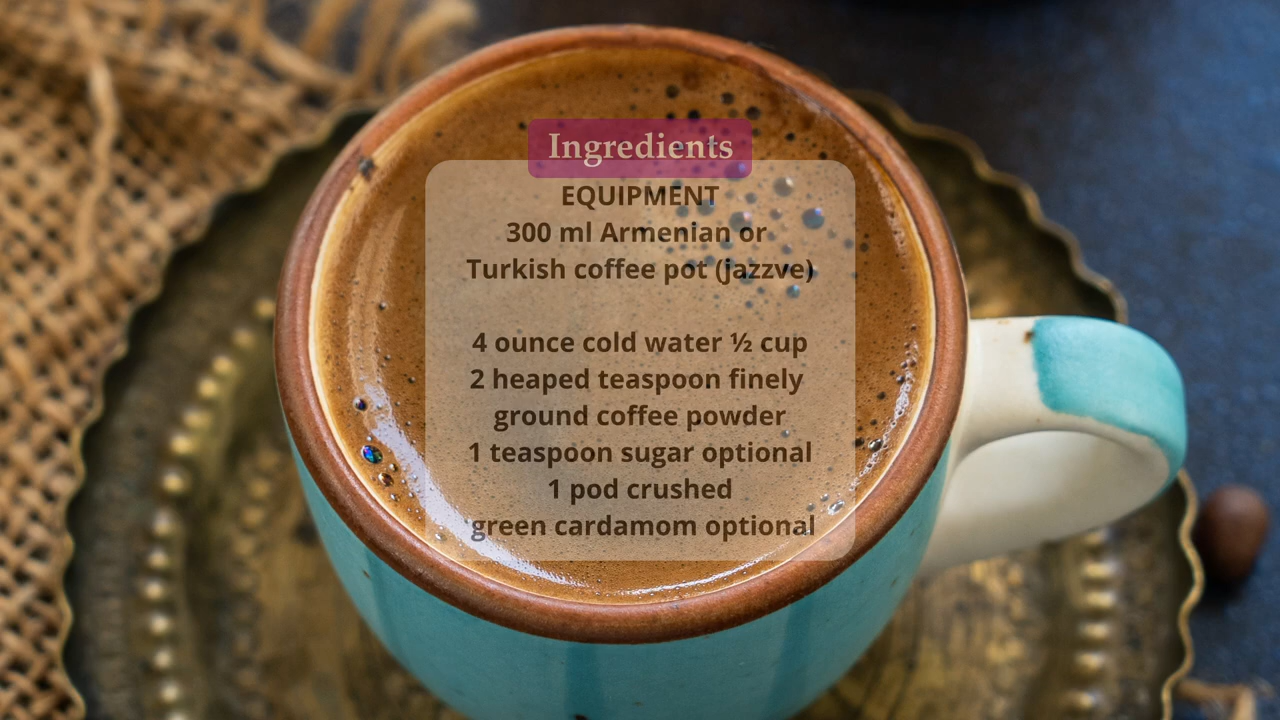 Ingredients
EQUIPMENT
300 ml Armenian or
Turkish coffee pot (jazzve)
4 ounce cold water ½ cup
2 heaped teaspoon finely
ground coffee powder
1 teaspoon sugar optional
1 pod crushed
green cardamom optional